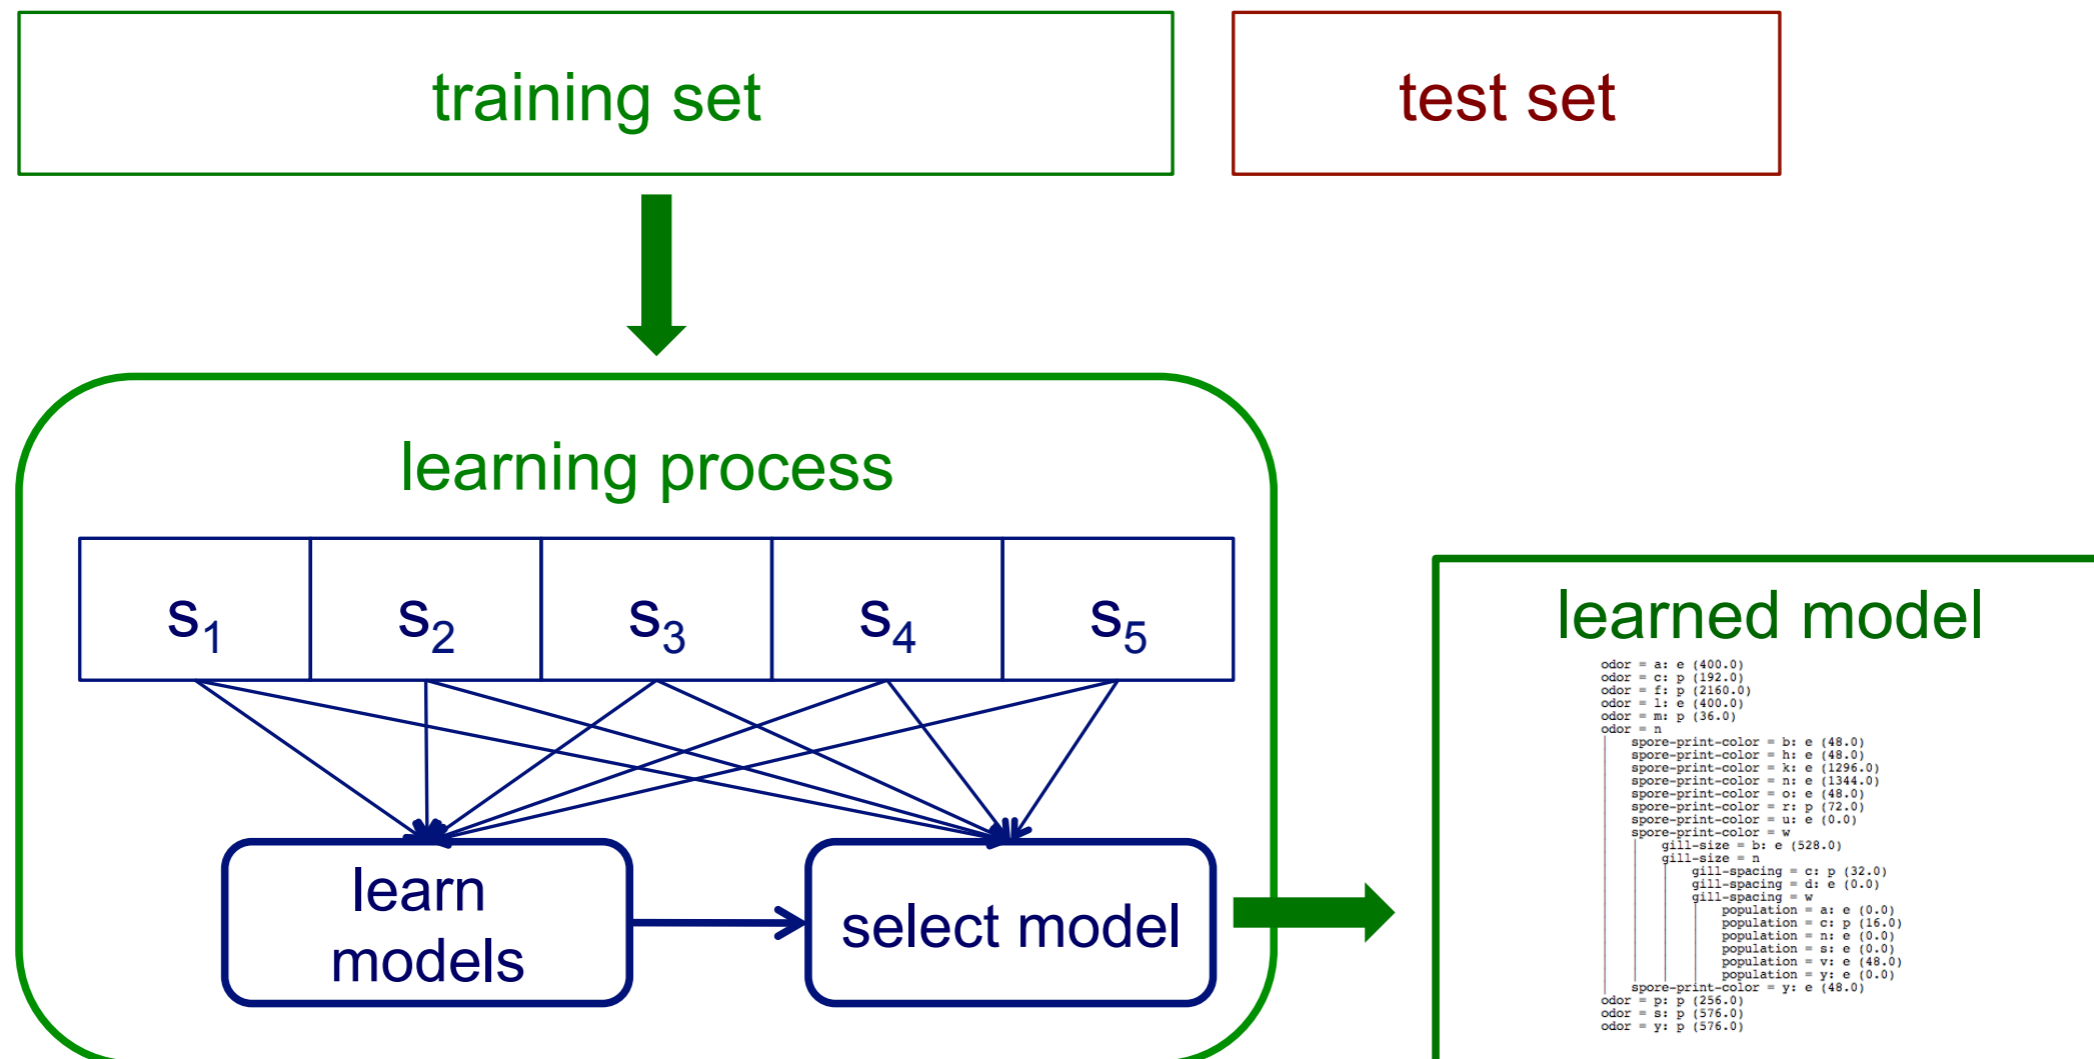 training set
test set
learning process
s1 s2 s3 s4 s5
learn
models
select model
learned model
odor = a: e (400.0)
odor = c: p (192.0)
odor = f: p (2160.0)
odor = l: e (400.0)
odor = m: p (36.0)
odor = n
| spore-print-color = b: e (48.0)
| spore-print-color = h: e (48.0)
| spore-print-color = k: e (1296.0)
| spore-print-color = n: e (1344.0)
| spore-print-color = o: e (48.0)
| spore-print-color = r: p (72.0)
| spore-print-color = u: e (0.0)
| spore-print-color = w
| | gill-size = b: e (528.0)
| | gill-size = n
| | | gill-spacing = c: p (32.0)
| | | gill-spacing = d: e (0.0)
| | | gill-spacing = w
| | | | population = a: e (0.0)
| | | | population = c: p (16.0)
| | | | population = n: e (0.0)
| | | | population = s: e (0.0)
| | | | population = v: e (48.0)
| | | | population = y: e (0.0)
| spore-print-color = y: e (48.0)
odor = p: p (256.0)
odor = s: p (576.0)
odor = y: p (576.0)